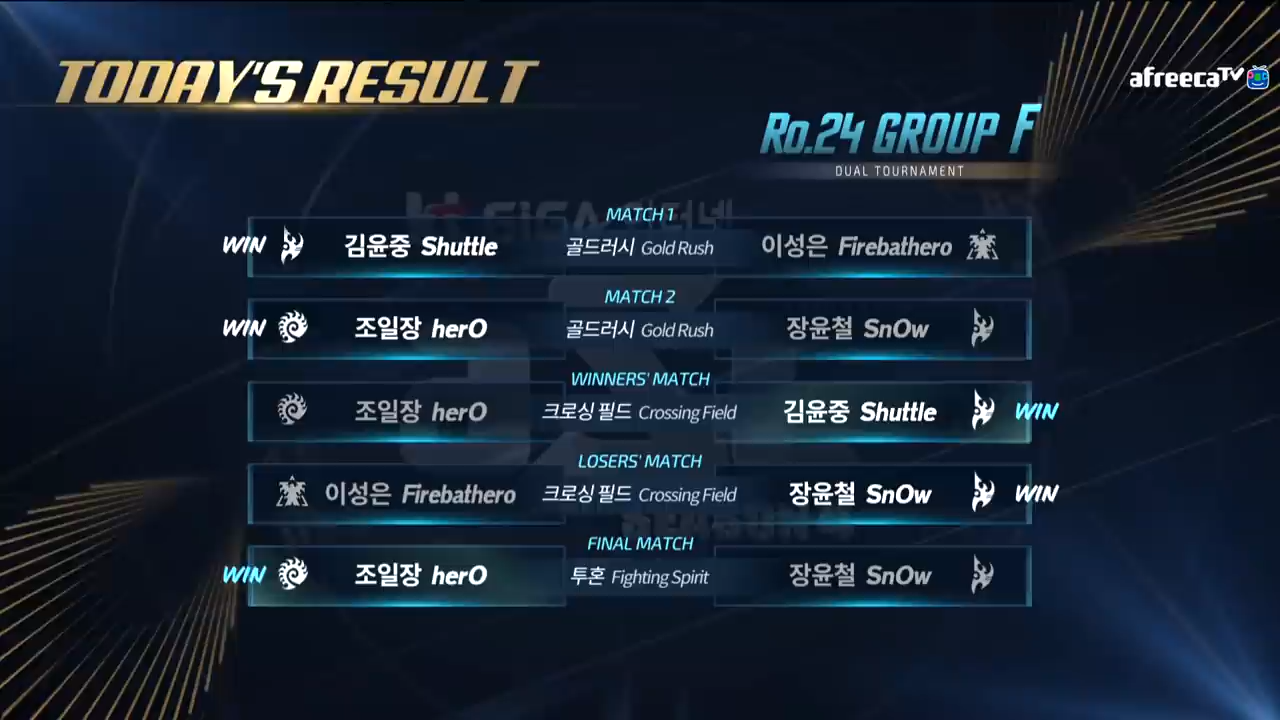 TODAY'S RESULT
afreecaTV
Ro.24 GROUP F
DUAL TOURNAMENT
MATCH 1
WIN 김윤중 Shuttle 골드러시 Gold Rush 이성은 Firebathero
MATCH 2
WIN 조일장 herO 골드러시 Gold Rush 장윤철 SnOw
WINNERS' MATCH
조일장 herO 크로싱 필드 Crossing Field 김윤중 Shuttle WIN
LOSERS' MATCH
이성은 Firebathero 크로싱 필드 Crossing Field 장윤철 SnOw WIN
FINAL MATCH
WIN 조일장 herO 투혼 Fighting Spirit 장윤철 SnOw